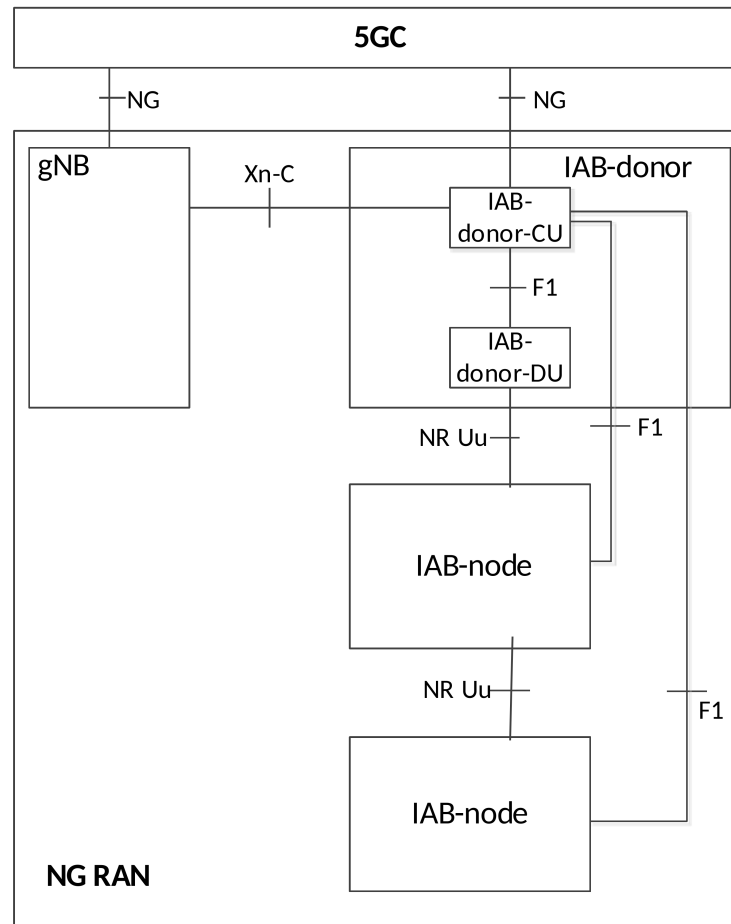 5GC
NG
NG
gNB
IAB-donor
Xn-C
IAB-
donor-CU
F1
IAB-
donor-DU
NR Uu
F1
IAB-node
NR Uu
F1
IAB-node
NG RAN